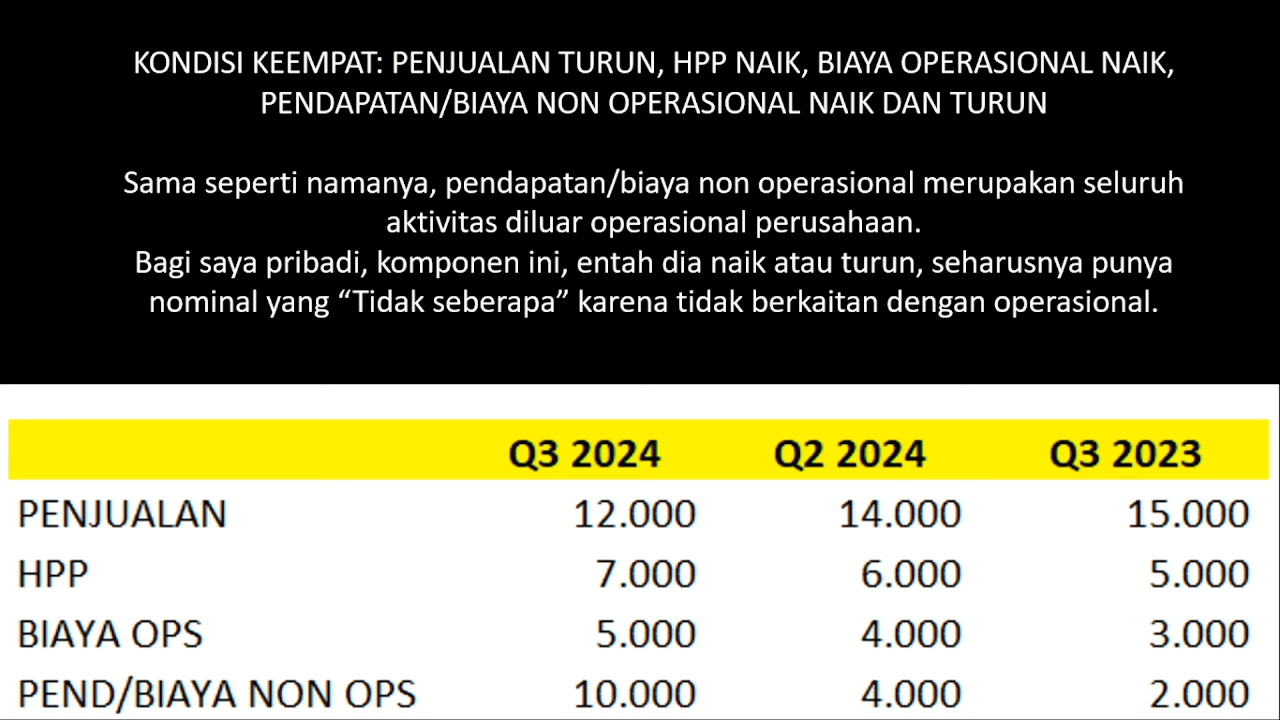 KONDISI KEEMPAT: PENJUALAN TURUN, HPP NAIK, BIAYA OPERASIONAL NAIK,
PENDAPATAN/BIAYA NON OPERASIONAL NAIK DAN TURUN
Sama seperti namanya, pendapatan/biaya non operasional merupakan seluruh
aktivitas diluar operasional perusahaan.
Bagi saya pribadi, komponen ini, entah dia naik atau turun, seharusnya punya
nominal yang “Tidak seberapa” karena tidak berkaitan dengan operasional.
Q3 2024 Q2 2024 Q3 2023
PENJUALAN 12.000 14.000 15.000
HPP 7.000 6.000 5.000
BIAYA OPS 5.000 4.000 3.000
PEND/BIAYA NON OPS 10.000 4.000 2.000